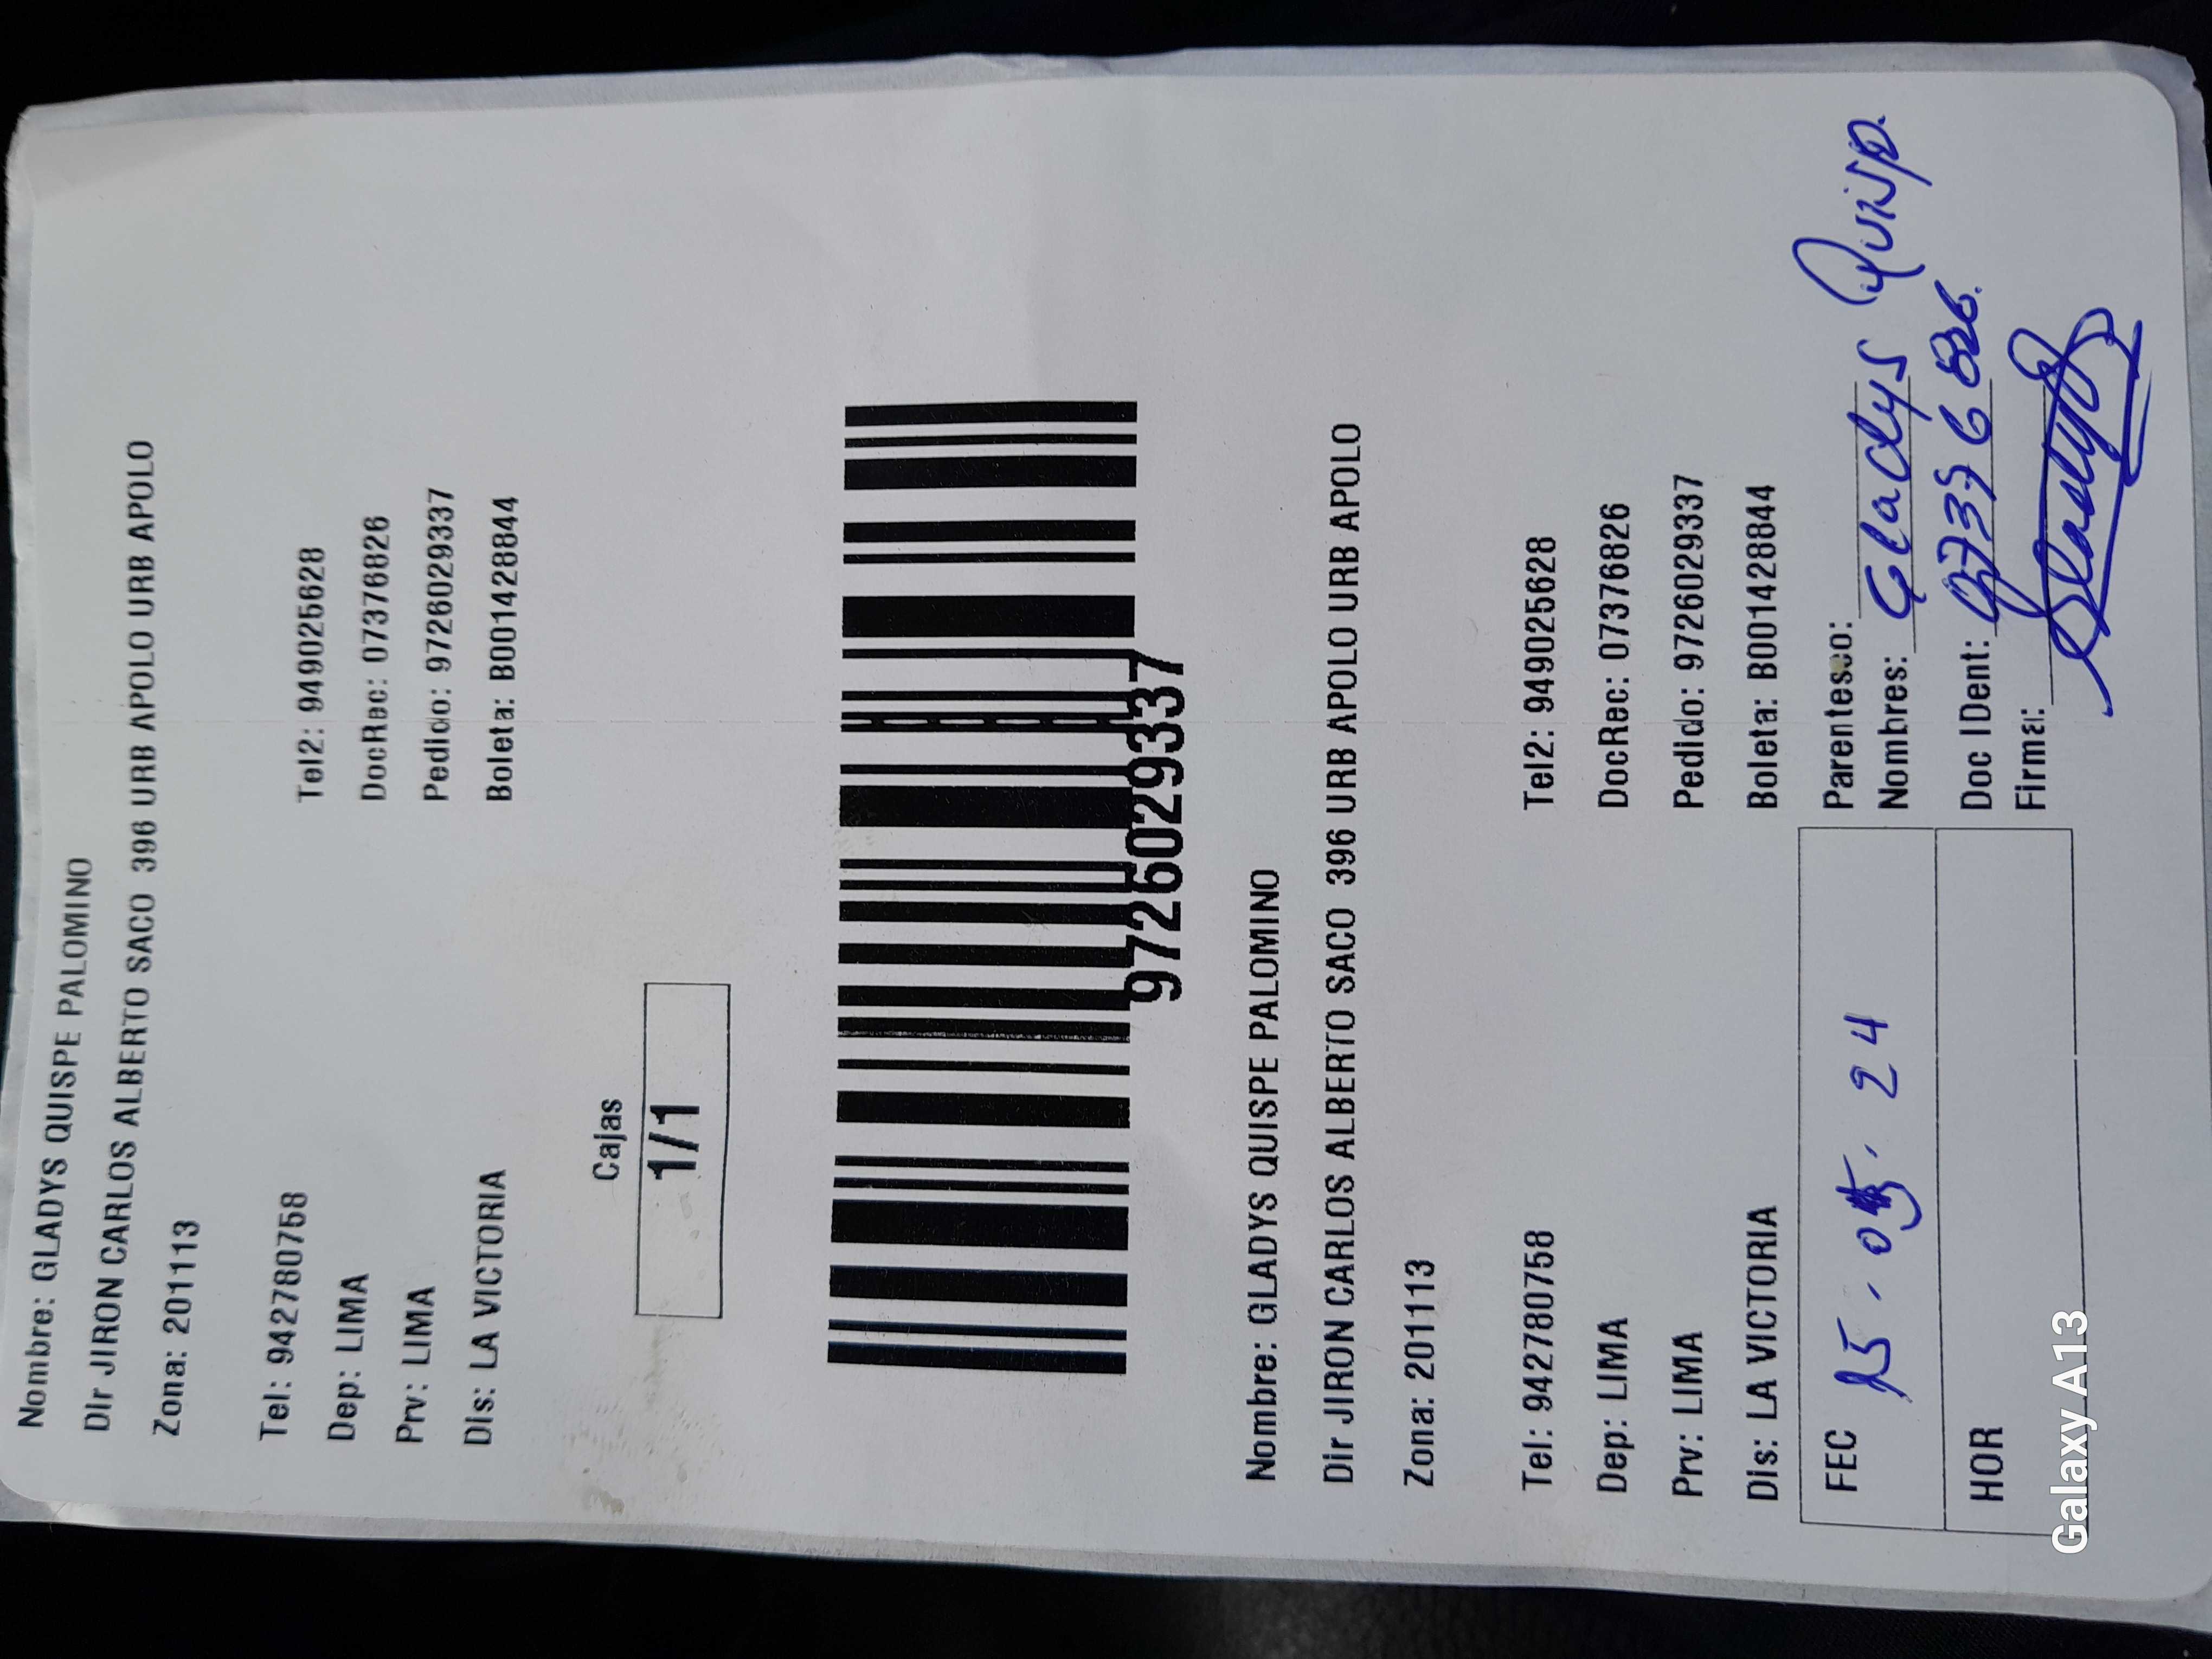 Nombre: GLADYS QUISPE PALOMINO
Dir JIRON CARLOS ALBERTO SACO 396 URB APOLO URB APOLO
Zona: 201113
Tel: 942780758 Tel2: 949025628
Dep: LIMA DocRec: 07376826
Prv: LIMA Pedido: 9726029337
Dis: LA VICTORIA Boleta: B001428844
Cajas
1/1
9726029337
Nombre: GLADYS QUISPE PALOMINO
Dir JIRON CARLOS ALBERTO SACO 396 URB APOLO URB APOLO
Zona: 201113
Tel: 942780758 Tel2: 949025628
Dep: LIMA DocRec: 07376826
Prv: LIMA Pedido: 9726029337
Dis: LA VICTORIA Boleta: B001428844
FEC Parentesco:
Nombres: Gladys Quisp.
HOR Doc IDent:
Firma:
Galaxy A13